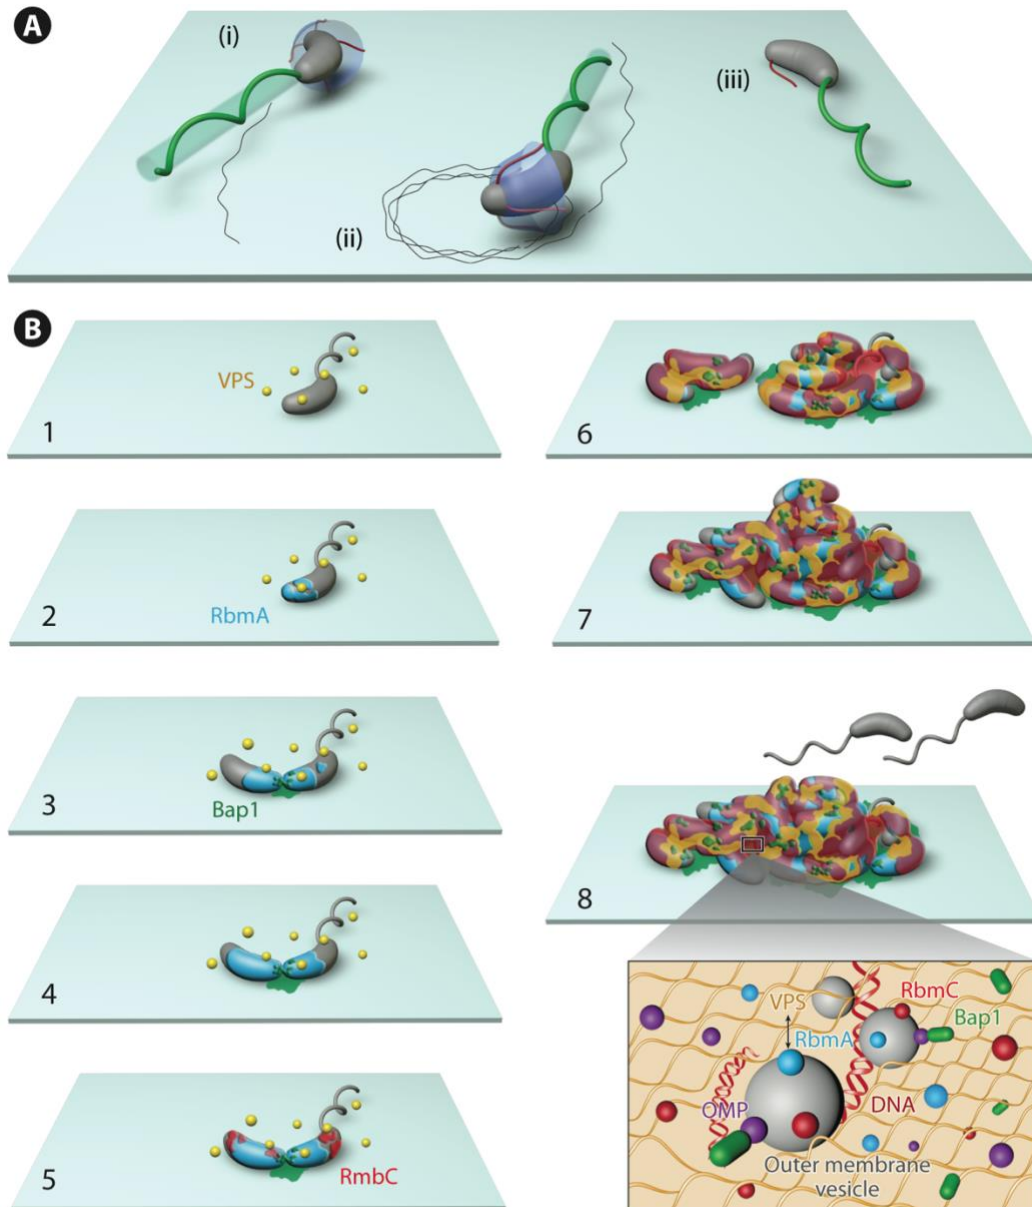 A
(i)
(ii)
(iii)
B
VPS
1
RbmA
2
Bap1
3
4
RmbC
5
6
7
8
RbmC
VPS
Bap1
RbmA
OMP
DNA
Outer membrane
vesicle